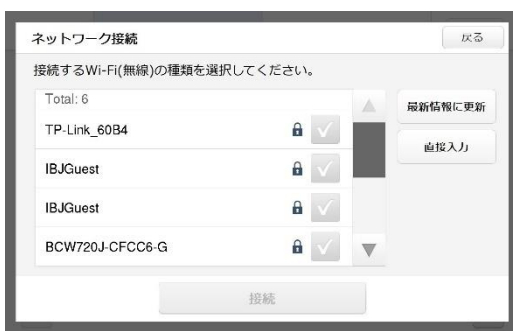 ネットワーク接続
戻る
接続するWi-Fi(無線)の種類を選択してください。
Total: 6
最新情報に更新
TP-Link_60B4
直接入力
IBJGuest
IBJGuest
BCW720J-CFCC6-G
接続